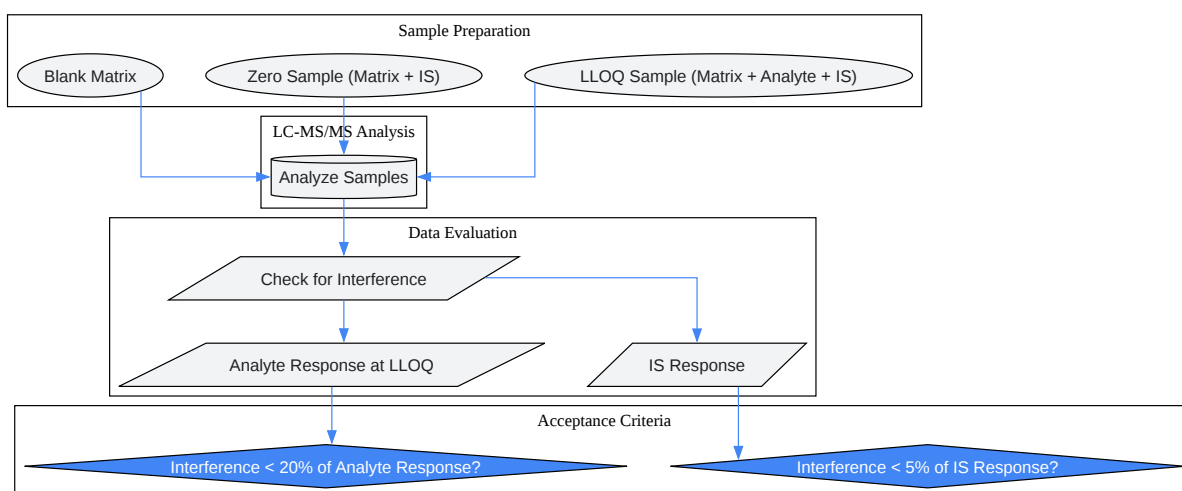 Sample Preparation
Blank Matrix
Zero Sample (Matrix + IS)
LLOQ Sample (Matrix + Analyte + IS)
LC-MS/MS Analysis
Analyze Samples
Data Evaluation
Check for Interference
Analyte Response at LLOQ
IS Response
Acceptance Criteria
Interference < 20% of Analyte Response?
Interference < 5% of IS Response?